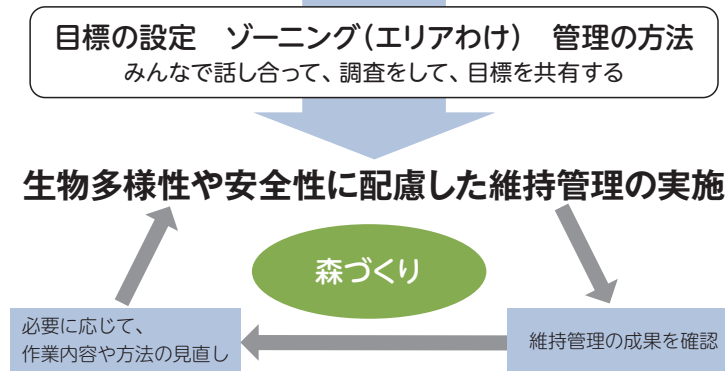 目標の設定　ゾーニング(エリアわけ)　管理の方法
みんなで話し合って、調査をして、目標を共有する
生物多様性や安全性に配慮した維持管理の実施
森づくり
必要に応じて、
作業内容や方法の見直し
維持管理の成果を確認